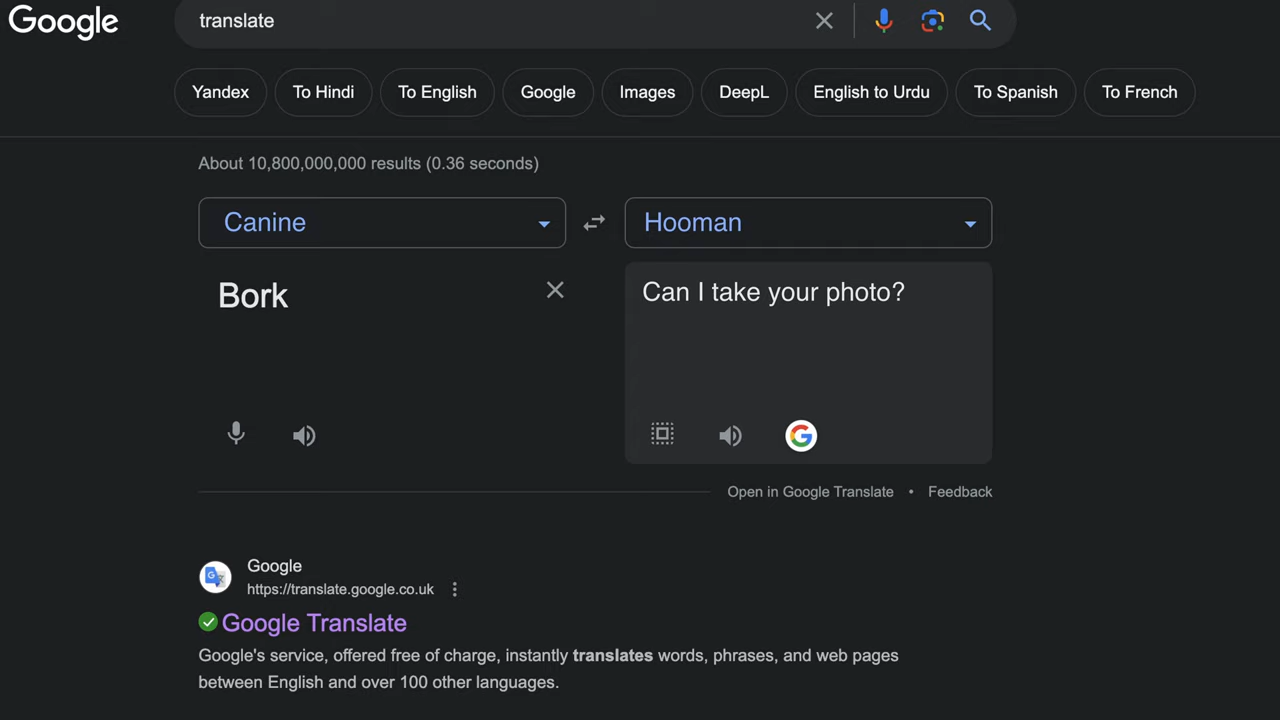 Google
translate
Yandex
To Hindi
To English
Google
Images
DeepL
English to Urdu
To Spanish
To French
About 10,800,000,000 results (0.36 seconds)
Canine
Hooman
Bork
Can I take your photo?
Open in Google Translate • Feedback
Google
https://translate.google.co.uk
Google Translate
Google's service, offered free of charge, instantly translates words, phrases, and web pages
between English and over 100 other languages.